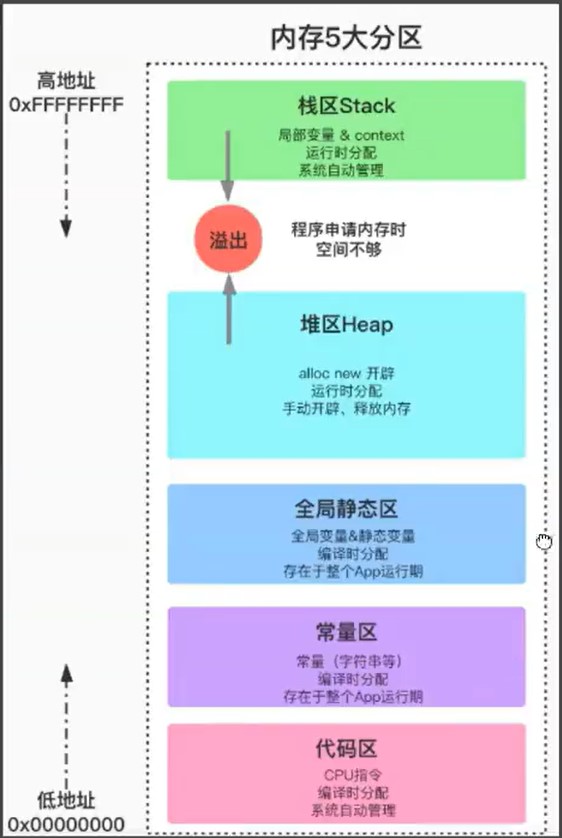 内存5大分区
高地址
0xFFFFFFFF
栈区Stack
局部变量 & context
运行时分配
系统自动管理
溢出
程序申请内存时
空间不够
堆区Heap
alloc new 开辟
运行时分配
手动开辟、释放内存
全局静态区
全局变量&静态变量
编译时分配
存在于整个App运行期
常量区
常量（字符串等）
编译时分配
存在于整个App运行期
代码区
CPU指令
编译时分配
系统自动管理
低地址
0x00000000